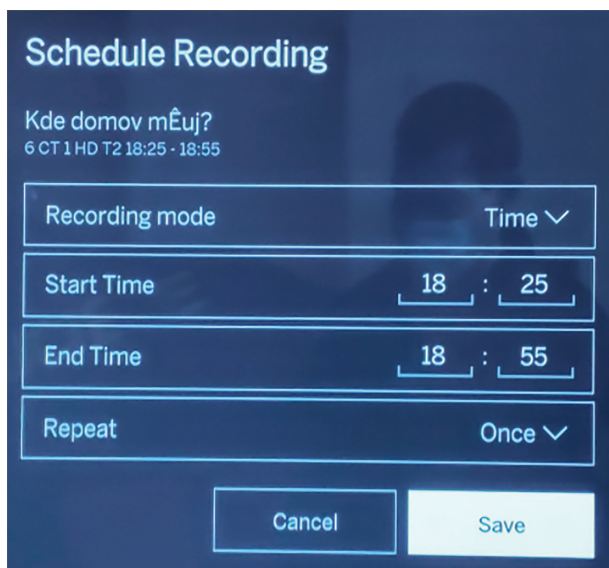 Schedule Recording
Kde domov mÊuj?
6 CT 1 HD T2 18:25 - 18:55
Recording mode Time
Start Time 18 : 25
End Time 18 : 55
Repeat Once
Cancel Save